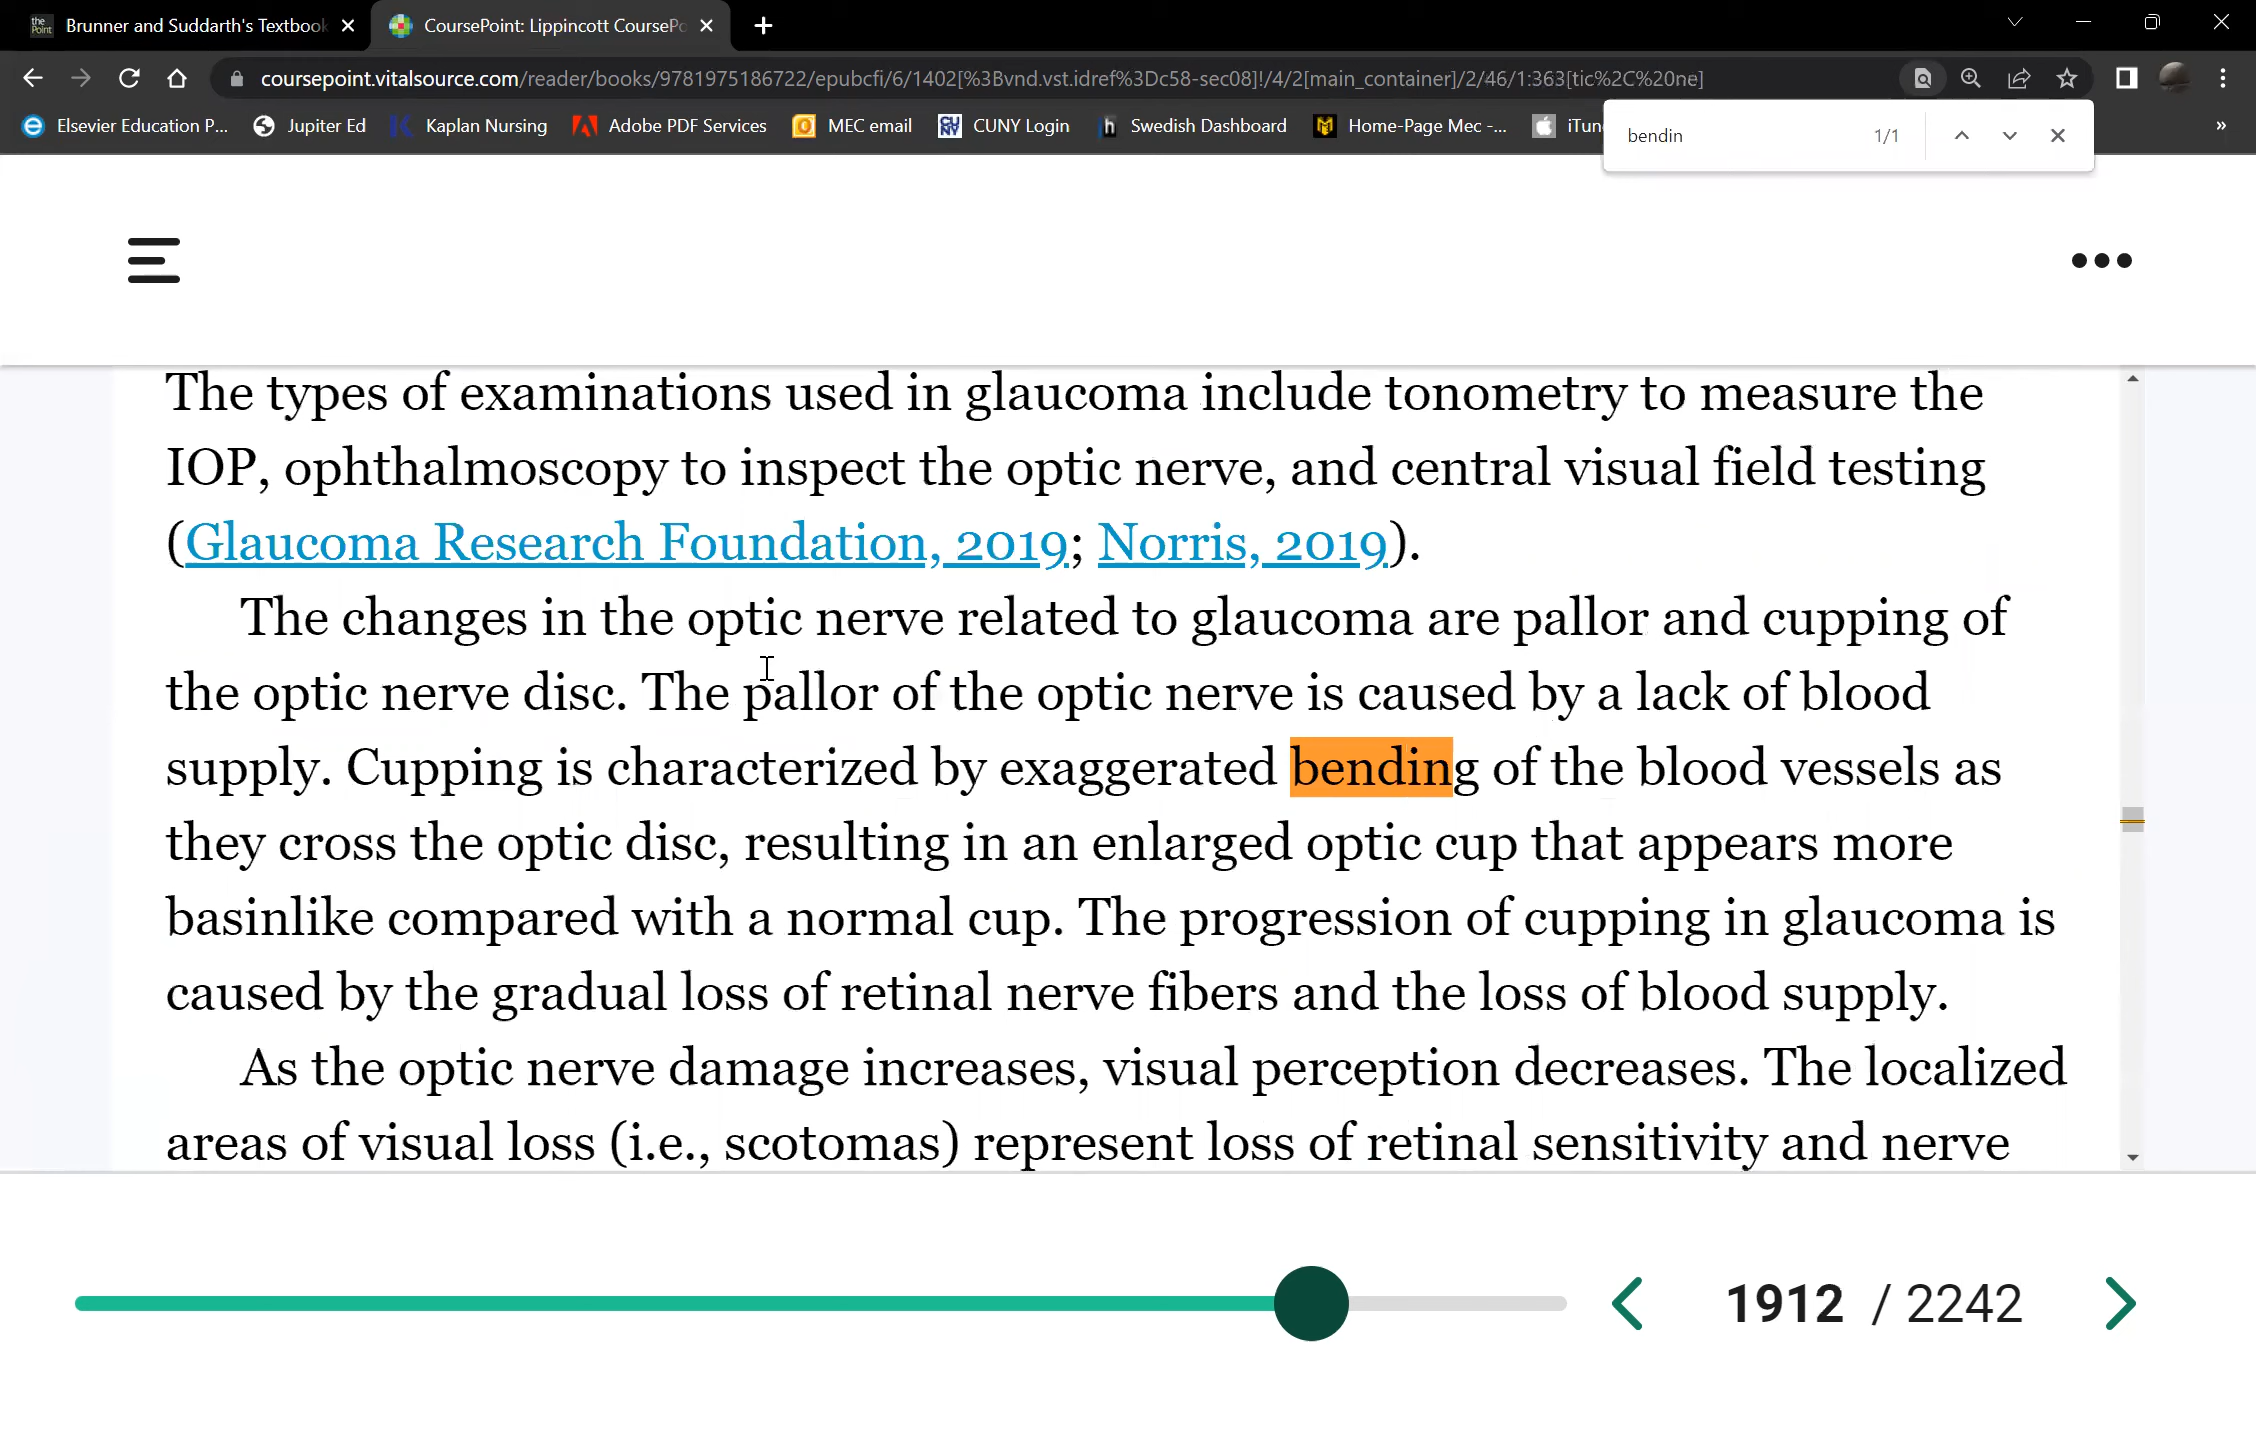 Brunner and Suddarth's Textbook
CoursePoint: Lippincott CoursePo
coursepoint.vitalsource.com/reader/books/9781975186722/epubcfi/6/1402[%3Bvnd.vst.idref%3Dc58-sec08]!/4/2[main_container]/2/46/1:363[tic%2C%20ne]
Elsevier Education P... Jupiter Ed Kaplan Nursing Adobe PDF Services MEC email CUNY Login Swedish Dashboard Home-Page Mec -... iTun
bendin 1/1
The types of examinations used in glaucoma include tonometry to measure the
IOP, ophthalmoscopy to inspect the optic nerve, and central visual field testing
(Glaucoma Research Foundation, 2019; Norris, 2019).
The changes in the optic nerve related to glaucoma are pallor and cupping of
the optic nerve disc. The pallor of the optic nerve is caused by a lack of blood
supply. Cupping is characterized by exaggerated bending of the blood vessels as
they cross the optic disc, resulting in an enlarged optic cup that appears more
basinlike compared with a normal cup. The progression of cupping in glaucoma is
caused by the gradual loss of retinal nerve fibers and the loss of blood supply.
As the optic nerve damage increases, visual perception decreases. The localized
areas of visual loss (i.e., scotomas) represent loss of retinal sensitivity and nerve
1912 / 2242